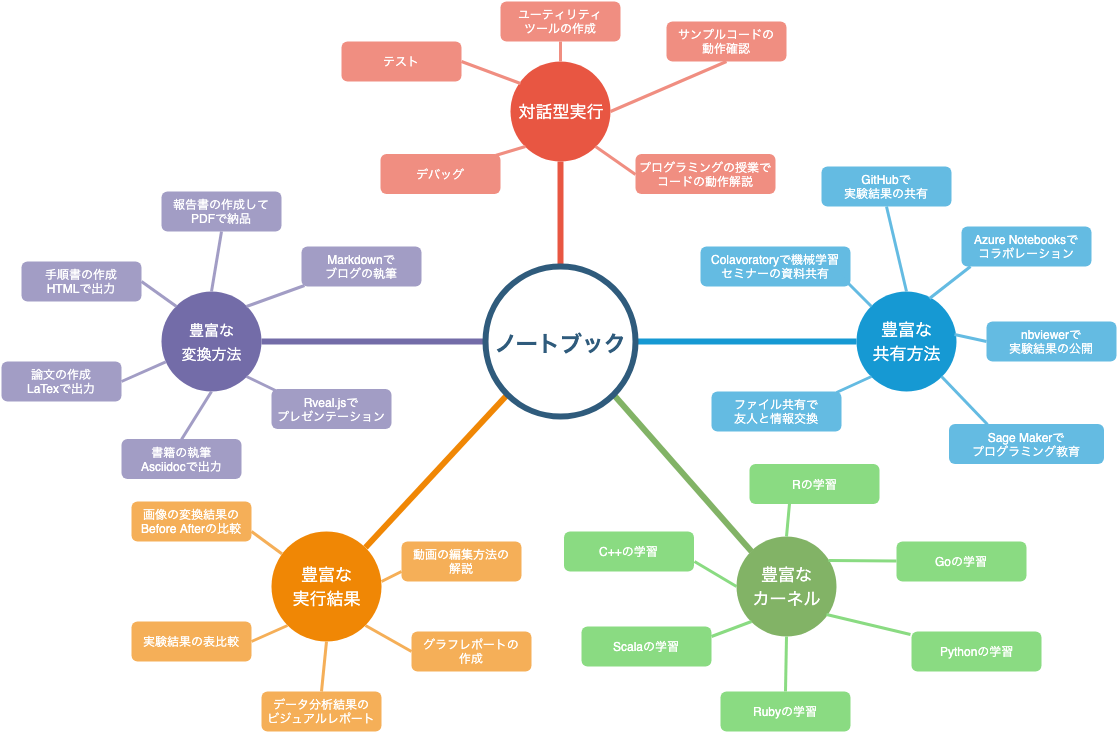 ユーティリティ
ツールの作成
サンプルコードの
動作確認
テスト
対話型実行
デバッグ
プログラミングの授業で
コードの動作解説
報告書の作成して
PDFで納品
Markdownで
ブログの執筆
手順書の作成
HTMLで出力
豊富な
変換方法
論文の作成
LaTexで出力
Rveal.jsで
プレゼンテーション
書籍の執筆
Asciidocで出力
ノートブック
GitHubで
実験結果の共有
Azure Notebooksで
コラボレーション
Colavoratoryで機械学習
セミナーの資料共有
豊富な
共有方法
nbviewerで
実験結果の公開
ファイル共有で
友人と情報交換
Sage Makerで
プログラミング教育
画像の変換結果の
Before Afterの比較
動画の編集方法の
解説
豊富な
実行結果
実験結果の表比較
グラフレポートの
作成
データ分析結果の
ビジュアルレポート
Rの学習
C++の学習
Goの学習
豊富な
カーネル
Scalaの学習
Pythonの学習
Rubyの学習